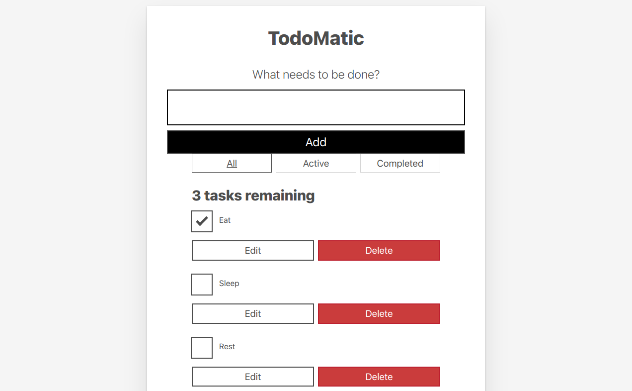 TodoMatic
What needs to be done?
Add
All Active Completed
3 tasks remaining
Eat
Edit Delete
Sleep
Edit Delete
Rest
Edit Delete